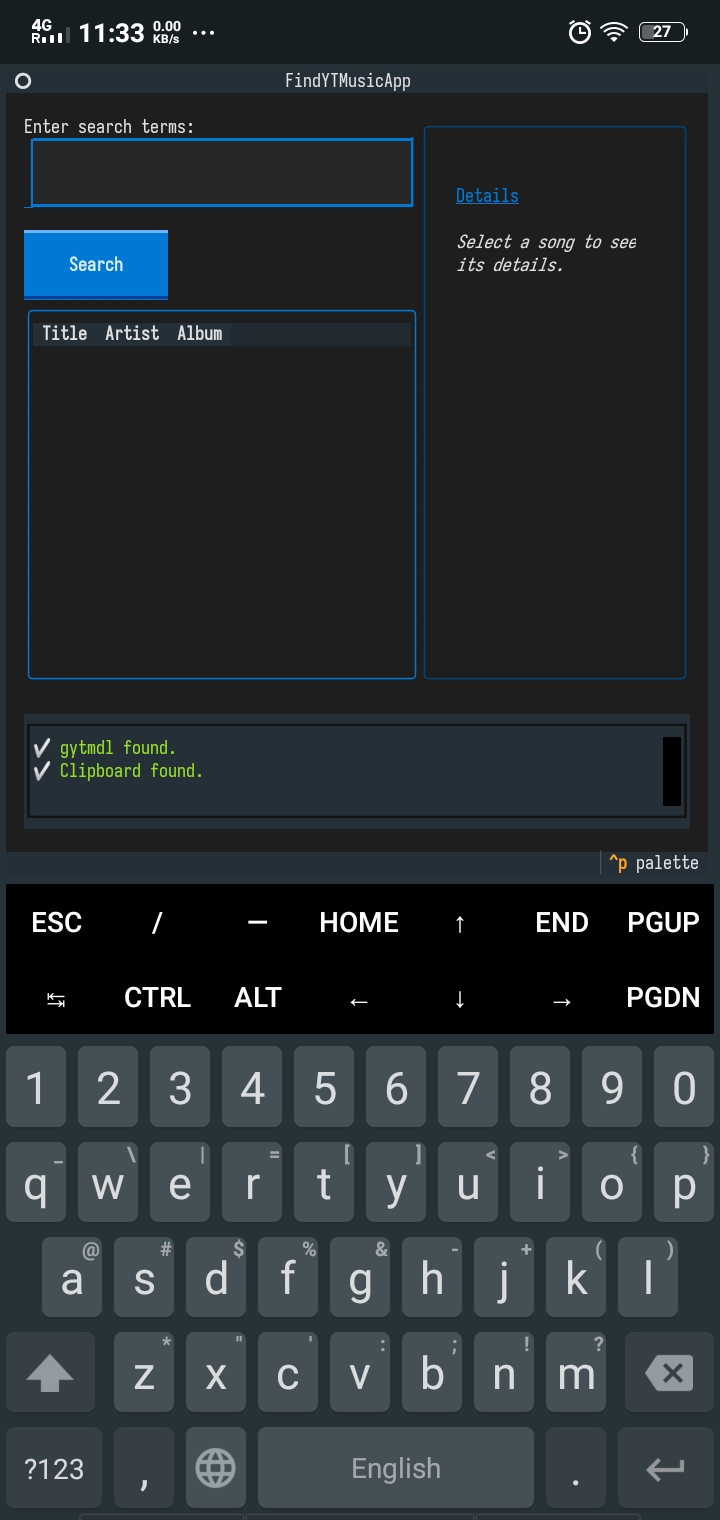 4G
R
11:33
0.00
KB/s
...
27
FindYTMusicApp
Enter search terms:
Details
Select a song to see
its details.
Search
Title Artist Album
✔ gytmdl found.
✔ Clipboard found.
^p palette
ESC / — HOME ↑ END PGUP
↹ CTRL ALT ← ↓ → PGDN
1 2 3 4 5 6 7 8 9 0
_ \ | = [ ] < > { }
q w e r t y u i o p
@ # $ % & - + ( )
a s d f g h j k l
* " ' : ; ! ?
z x c v b n m
?123 , English .